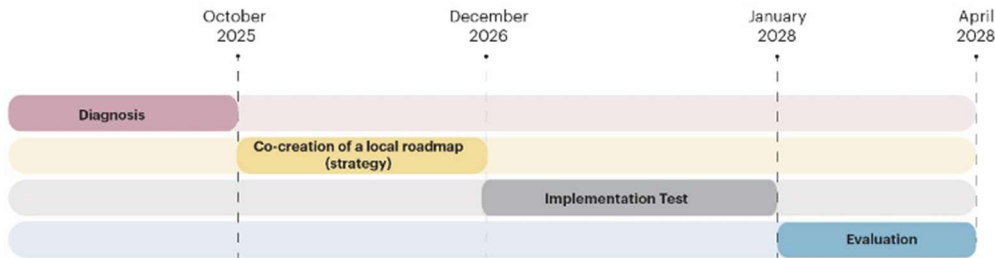 October
2025
December
2026
January
2028
April
2028
Diagnosis
Co-creation of a local roadmap
(strategy)
Implementation Test
Evaluation